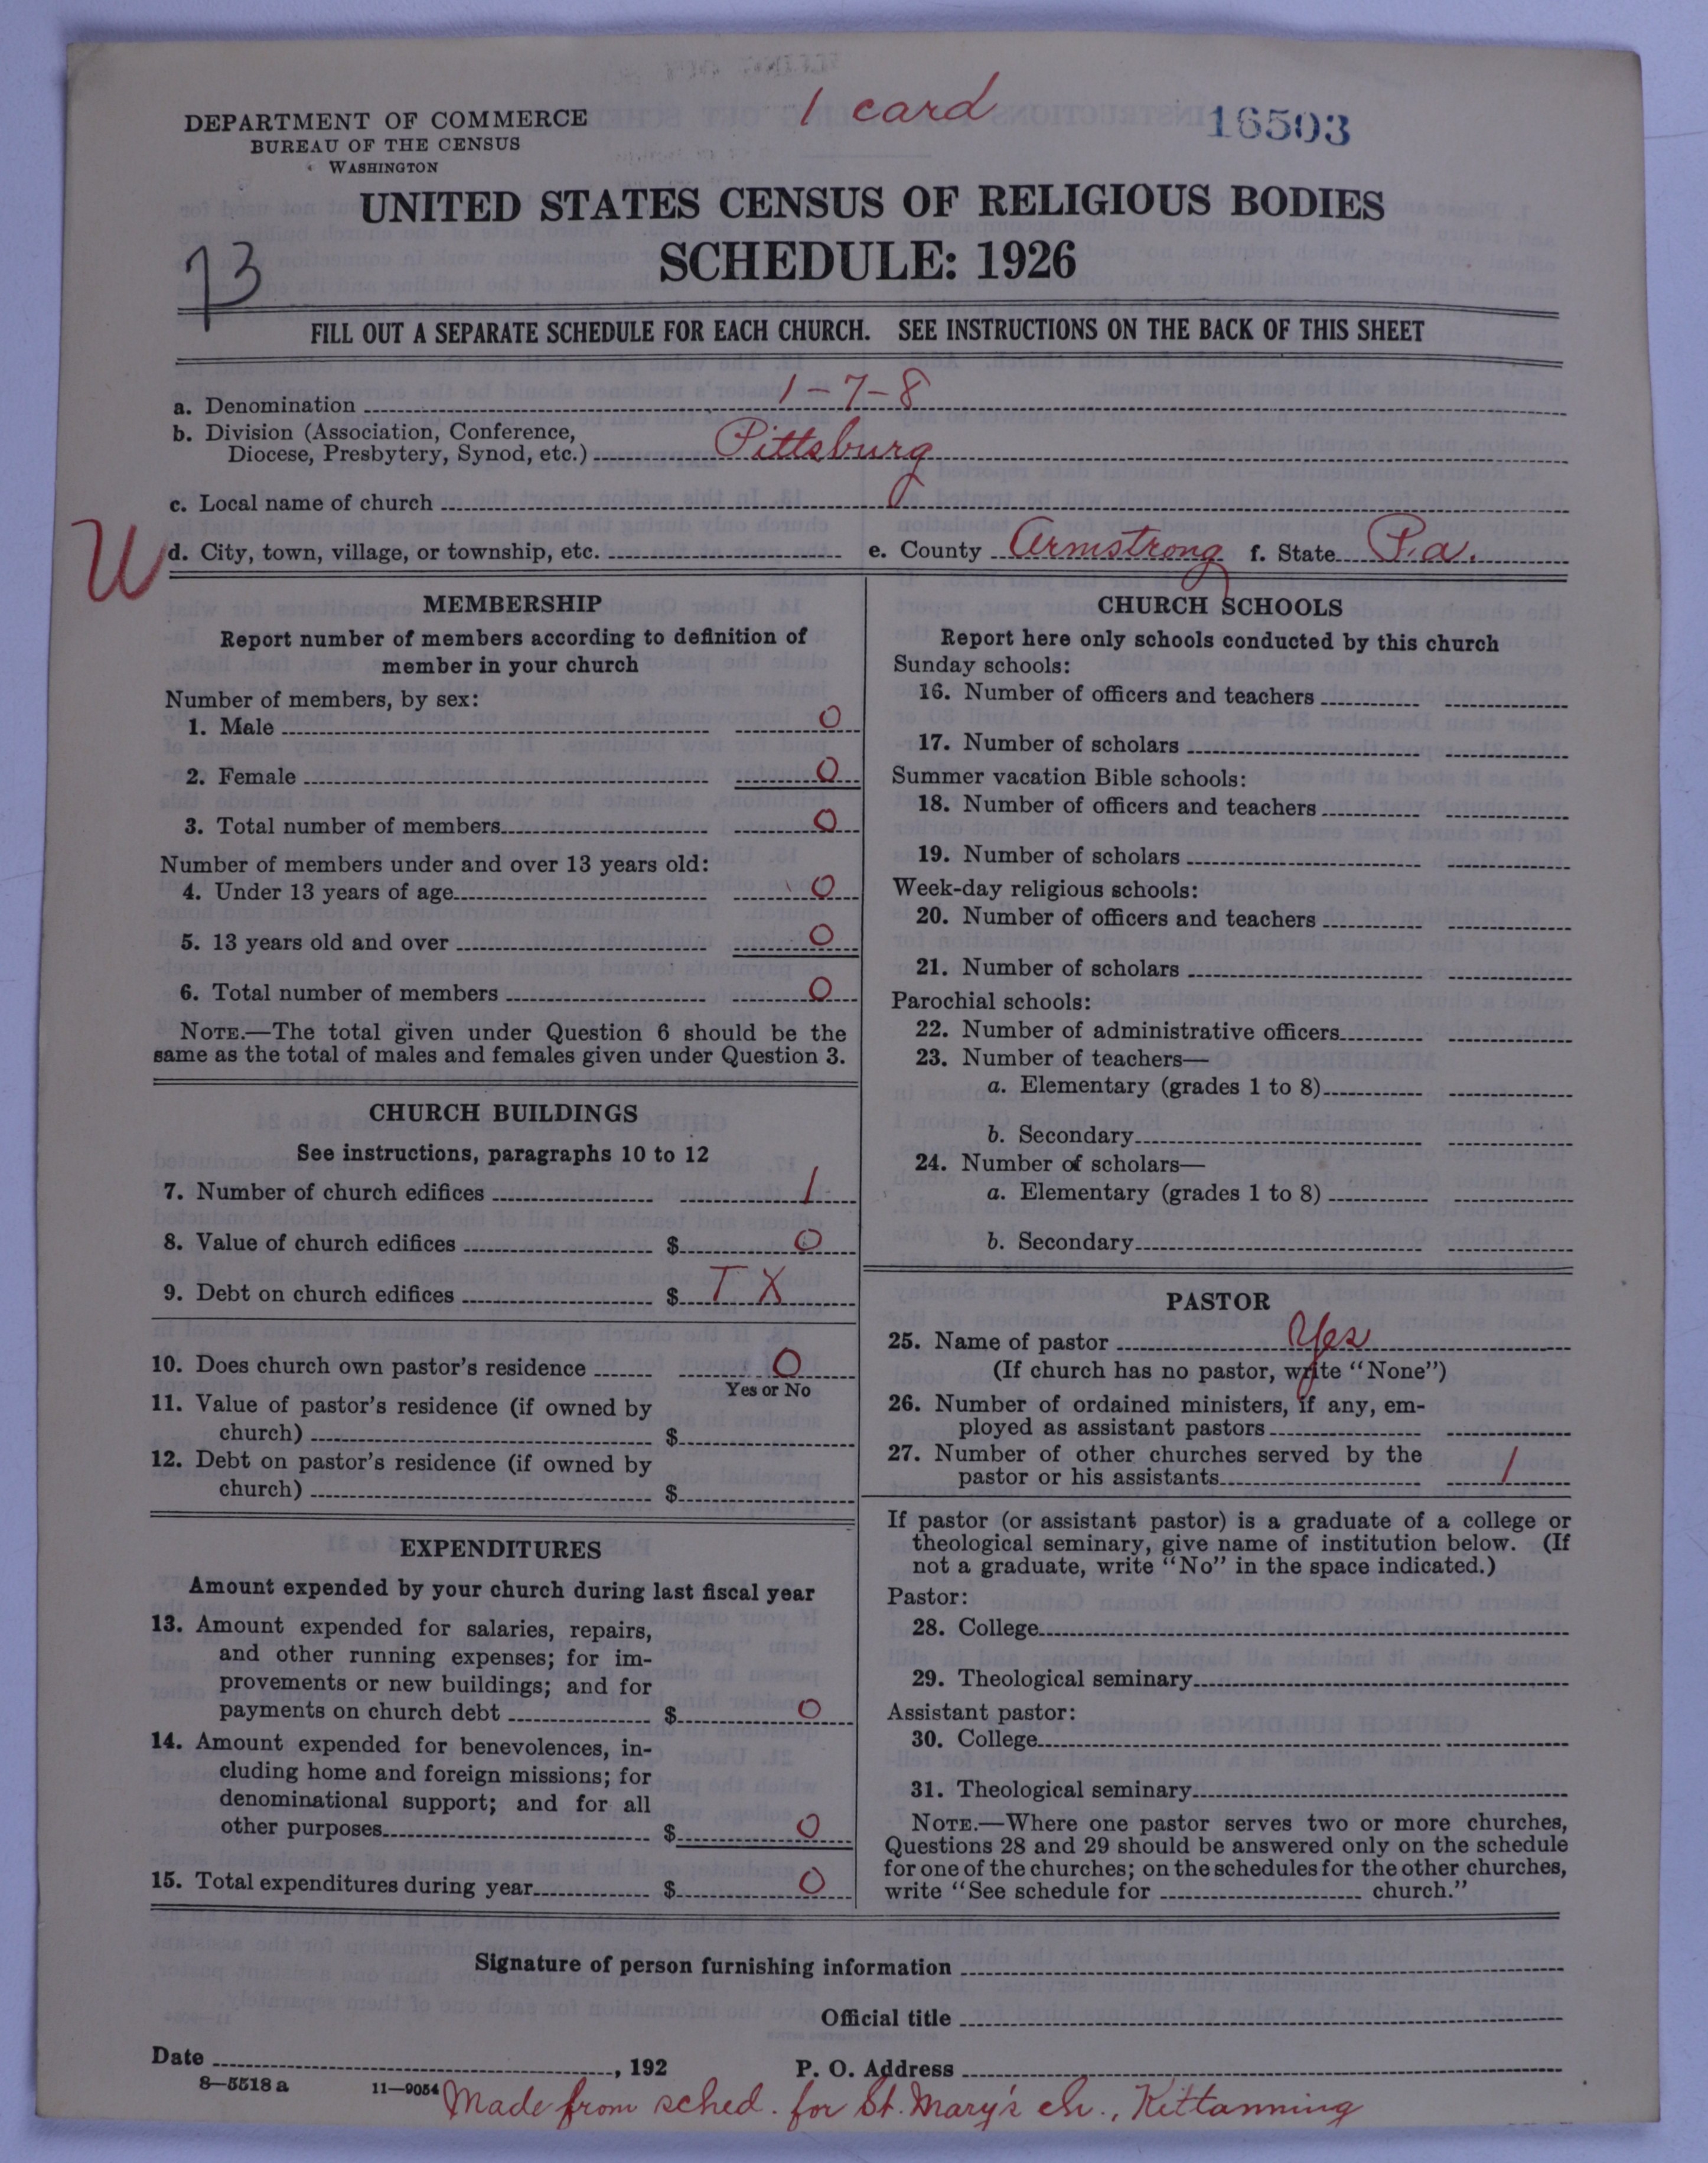 1 card
16503
DEPARTMENT OF COMMERCE
BUREAU OF THE CENSUS
WASHINGTON
UNITED STATES CENSUS OF RELIGIOUS BODIES
SCHEDULE: 1926
FILL OUT A SEPARATE SCHEDULE FOR EACH CHURCH. SEE INSTRUCTIONS ON THE BACK OF THIS SHEET
a. Denomination 1-7-8
b. Division (Association, Conference,
Diocese, Presbytery, Synod, etc.) Pittsburg
c. Local name of church
W
d. City, town, village, or township, etc. e. County Armstrong f. State Pa.
MEMBERSHIP
Report number of members according to definition of
member in your church
Number of members, by sex:
1. Male 0
2. Female 0
3. Total number of members 0
Number of members under and over 13 years old:
4. Under 13 years of age 0
5. 13 years old and over 0
6. Total number of members 0
NOTE.—The total given under Question 6 should be the
same as the total of males and females given under Question 3.
CHURCH BUILDINGS
See instructions, paragraphs 10 to 12
7. Number of church edifices 1
8. Value of church edifices $ 0
9. Debt on church edifices $ T X
10. Does church own pastor's residence 0
Yes or No
11. Value of pastor's residence (if owned by
church) $
12. Debt on pastor's residence (if owned by
church) $
EXPENDITURES
Amount expended by your church during last fiscal year
13. Amount expended for salaries, repairs,
and other running expenses; for im-
provements or new buildings; and for
payments on church debt $ 0
14. Amount expended for benevolences, in-
cluding home and foreign missions; for
denominational support; and for all
other purposes $ 0
15. Total expenditures during year $ 0
CHURCH SCHOOLS
Report here only schools conducted by this church
Sunday schools:
16. Number of officers and teachers
17. Number of scholars
Summer vacation Bible schools:
18. Number of officers and teachers
19. Number of scholars
Week-day religious schools:
20. Number of officers and teachers
21. Number of scholars
Parochial schools:
22. Number of administrative officers
23. Number of teachers—
a. Elementary (grades 1 to 8)
b. Secondary
24. Number of scholars—
a. Elementary (grades 1 to 8)
b. Secondary
PASTOR
25. Name of pastor Yes
(If church has no pastor, write "None")
26. Number of ordained ministers, if any, em-
ployed as assistant pastors
27. Number of other churches served by the
pastor or his assistants 1
If pastor (or assistant pastor) is a graduate of a college or
theological seminary, give name of institution below. (If
not a graduate, write "No" in the space indicated.)
Pastor:
28. College
29. Theological seminary
Assistant pastor:
30. College
31. Theological seminary
NOTE.—Where one pastor serves two or more churches,
Questions 28 and 29 should be answered only on the schedule
for one of the churches; on the schedules for the other churches,
write "See schedule for church."
Signature of person furnishing information
Official title
Date , 192 P. O. Address
8—5518 a 11—9054
Made from sched. for St. Mary's ch., Kittanning